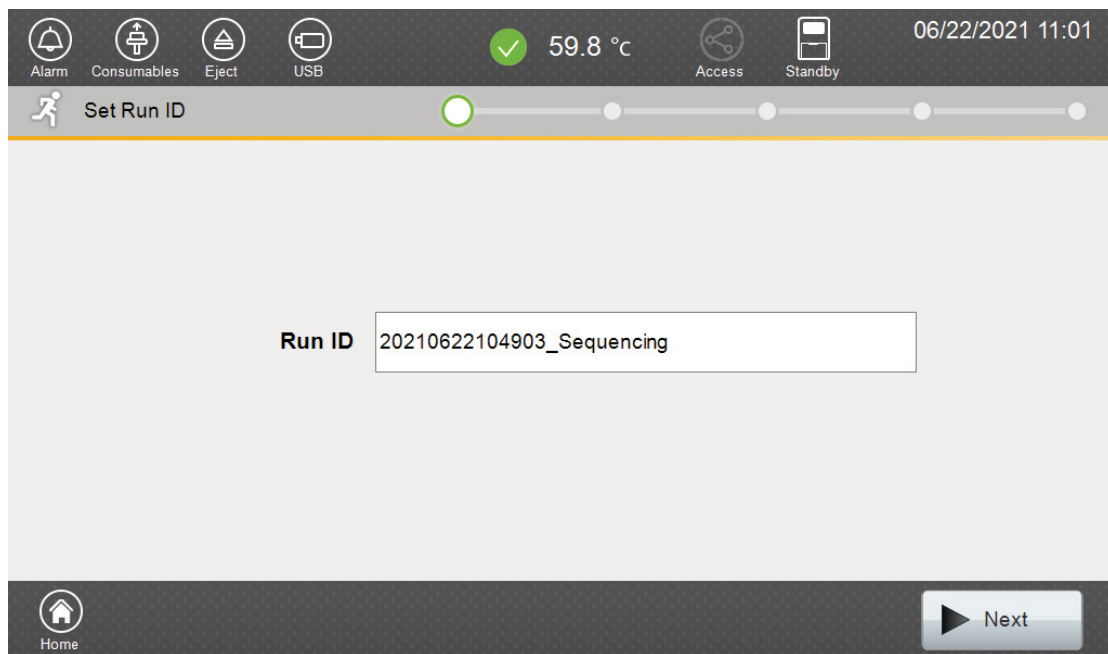 59.8 °c
06/22/2021 11:01
Alarm
Consumables
Eject
USB
Access
Standby
Set Run ID
Run ID
20210622104903_Sequencing
Home
Next